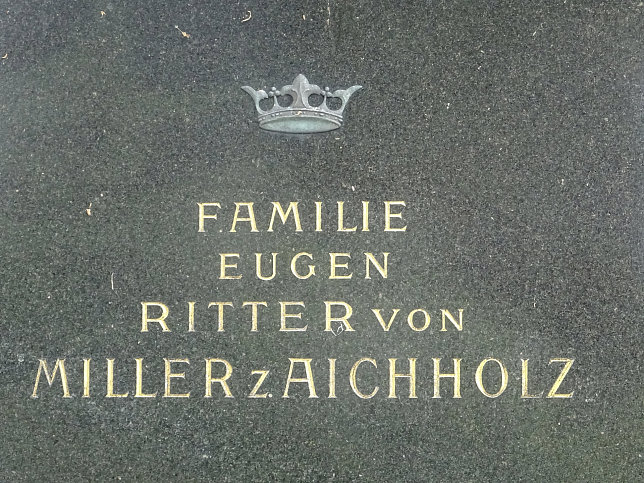 FAMILIE
EUGEN
RITTER VON
MILLER Z. AICHHOLZ